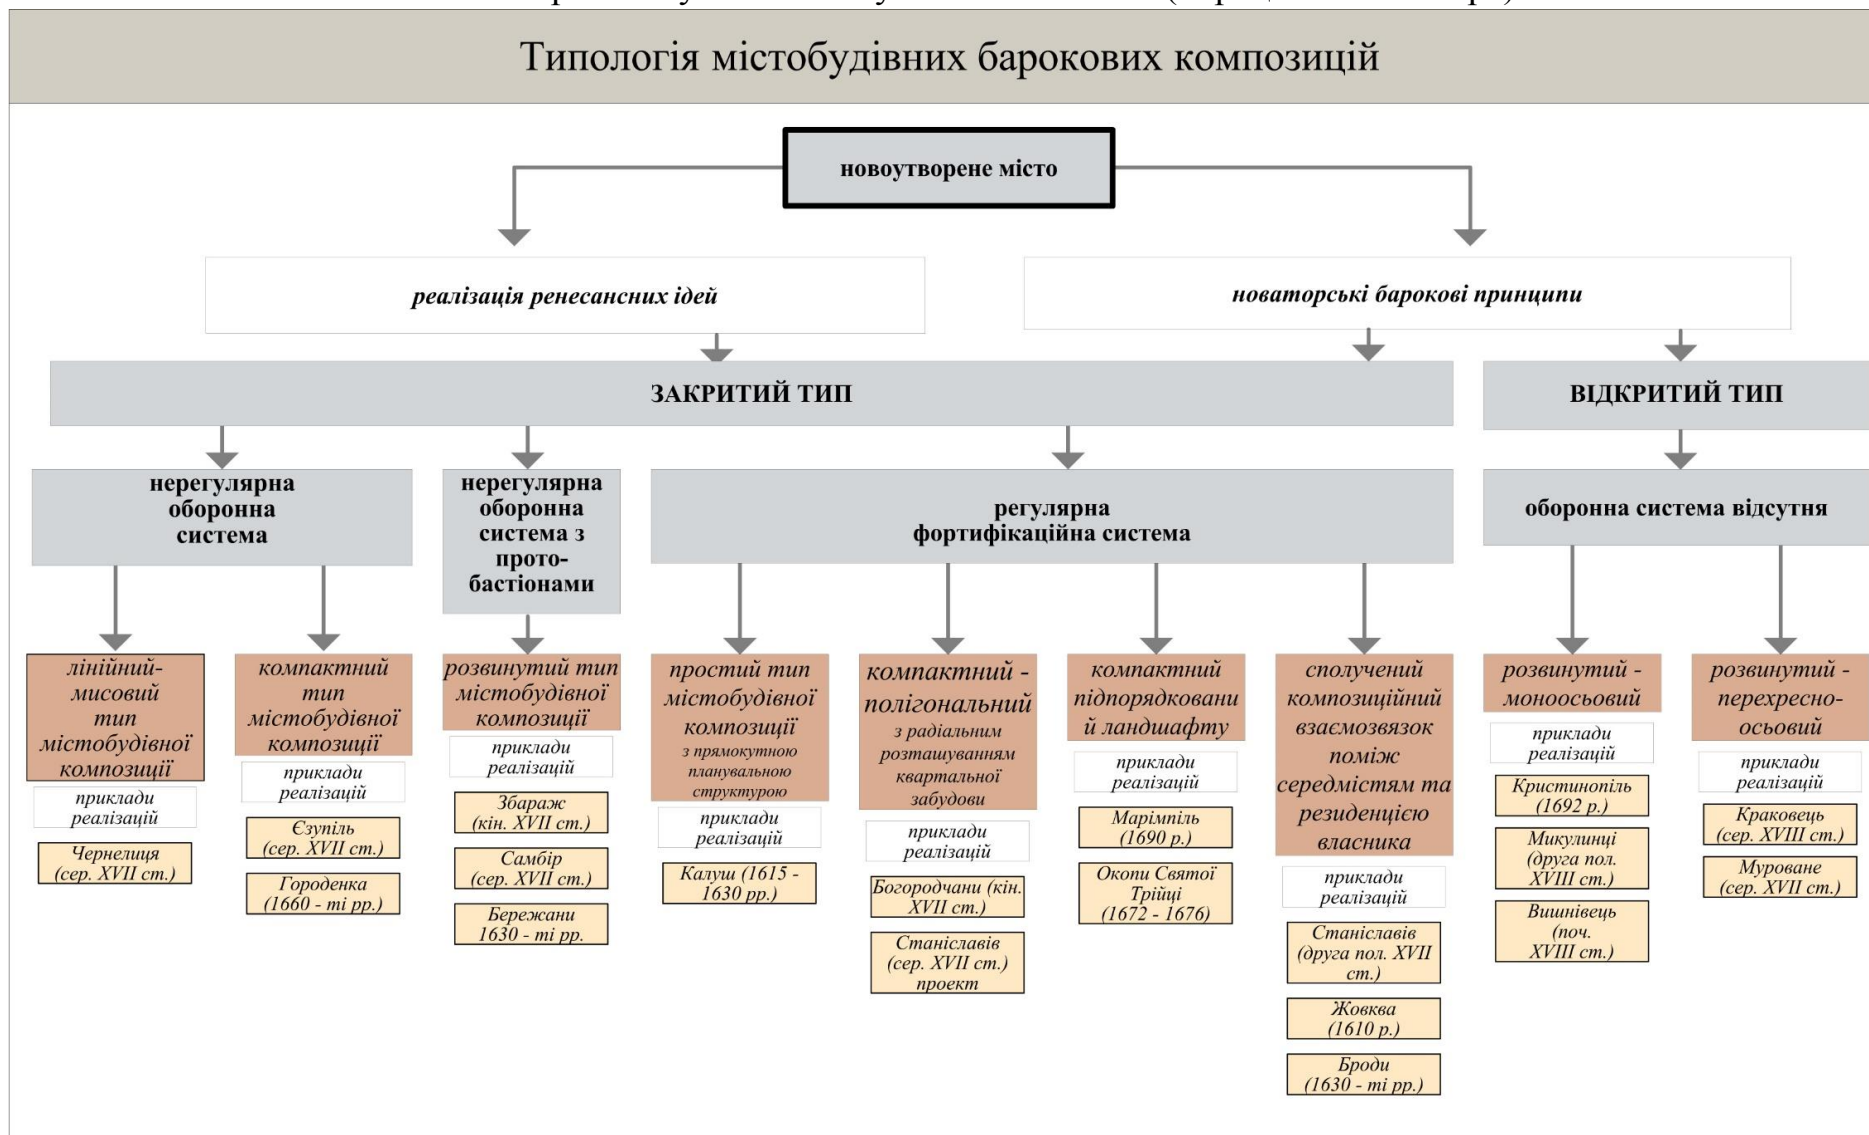 Типологія містобудівних барокових композицій
новоутворене місто
реалізація ренесансних ідей
новаторські барокові принципи
ЗАКРИТИЙ ТИП
ВІДКРИТИЙ ТИП
нерегулярна
оборонна
система
нерегулярна
оборонна
система з
прото-
бастіонами
регулярна
фортифікаційна система
оборонна система відсутня
лінійний-
мисовий
тип
містобудівної
композиції
приклади
реалізацій
Чернелиця
(сер. XVII ст.)
компактний
тип
містобудівної
композиції
приклади
реалізацій
Єзупіль
(сер. XVII ст.)
Городенка
(1660 - ті рр.)
розвинутий тип
містобудівної
композиції
приклади
реалізацій
Збараж
(кін. XVII ст.)
Самбір
(сер. XVII ст.)
Бережани
1630 - ті рр.
простий тип
містобудівної
композиції
з прямокутною
планувальною
структурою
приклади
реалізацій
Калуш (1615 -
1630 рр.)
компактний -
полігональний
з радіальним
розташуванням
квартальної
забудови
приклади
реалізацій
Богородчани (кін.
XVII ст.)
Станіславів
(сер. XVII ст.)
проект
компактний
підпорядковани
й ландшафту
приклади
реалізацій
Марімпіль
(1690 р.)
Окопи Святої
Трійці
(1672 - 1676)
сполучений
композиційний
взаємозвязок
поміж
середмістям та
резиденцією
власника
приклади
реалізацій
Станіславів
(друга пол. XVII
ст.)
Жовква
(1610 р.)
Броди
(1630 - ті рр.)
розвинутий -
моноосьовий
приклади
реалізацій
Кристинопіль
(1692 р.)
Микулинці
(друга пол.
XVIII ст.)
Вишнівець
(поч.
XVIII ст.)
розвинутий -
перехресно-
осьовий
приклади
реалізацій
Краковець
(сер. XVIII ст.)
Муроване
(сер. XVII ст.)